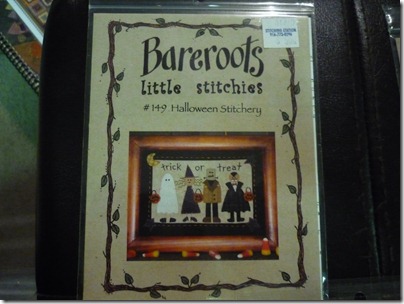 Bareroots
little stitchies
#149 Halloween Stitchery
trick or treat